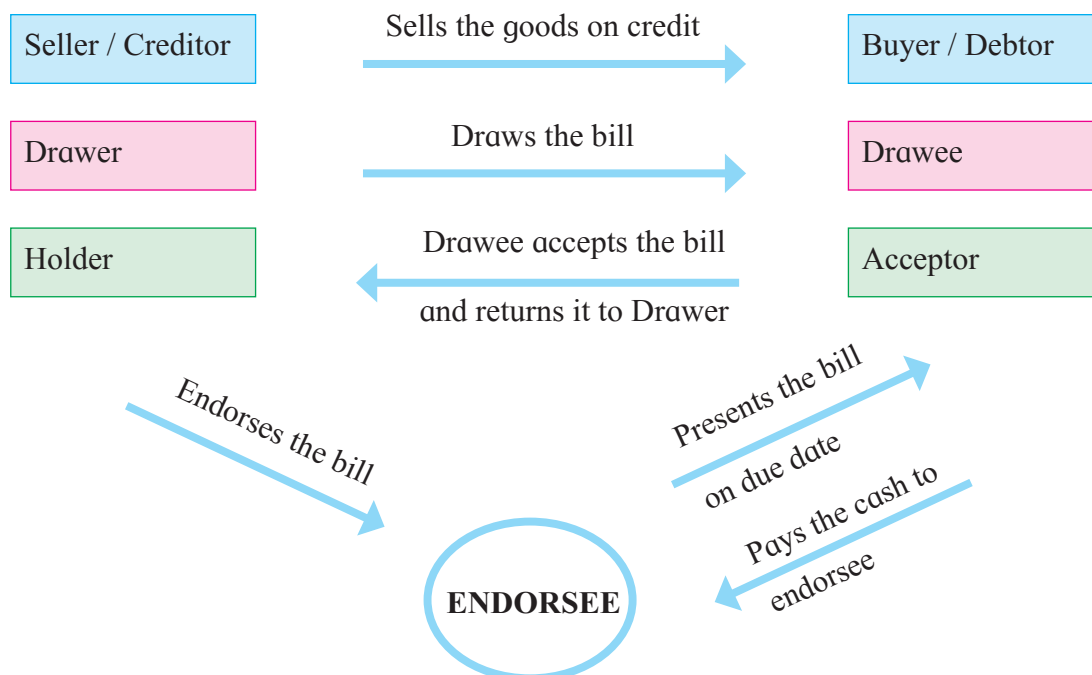 Seller / Creditor
Sells the goods on credit
Buyer / Debtor
Drawer
Draws the bill
Drawee
Holder
Drawee accepts the bill
and returns it to Drawer
Acceptor
Endorses the bill
Presents the bill
on due date
Pays the cash to
endorsee
ENDORSEE